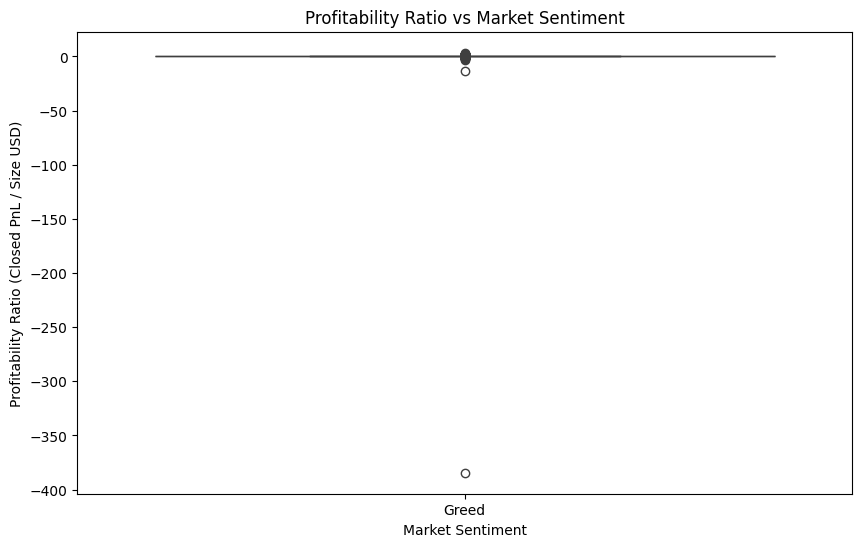 Profitability Ratio vs Market Sentiment
Profitability Ratio (Closed PnL / Size USD)
0
−50
−100
−150
−200
−250
−300
−350
−400
Greed
Market Sentiment